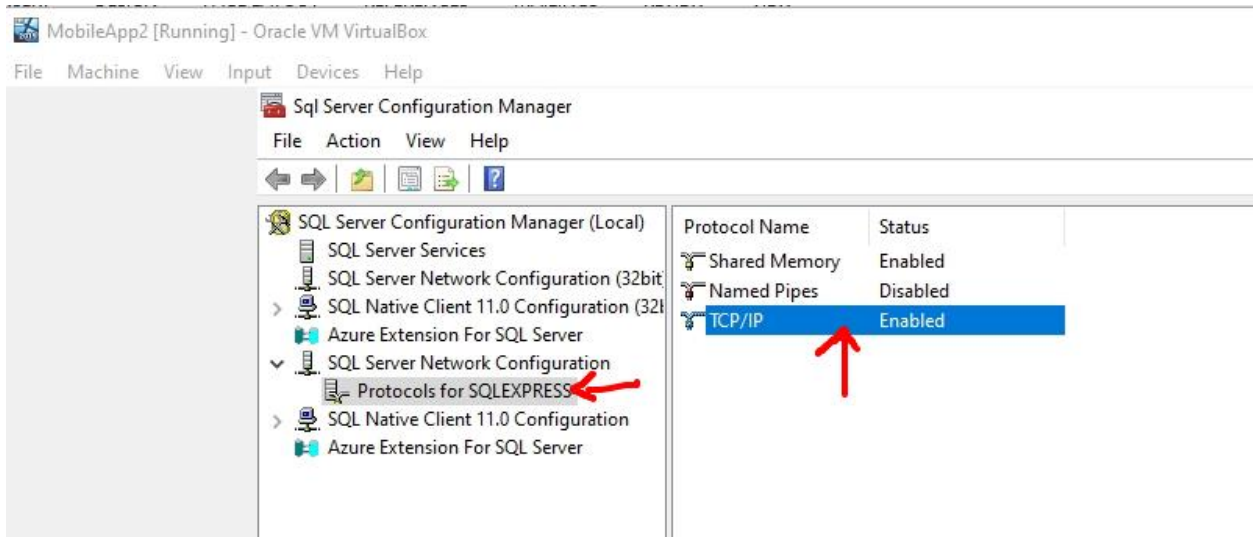 MobileApp2 [Running] - Oracle VM VirtualBox
File Machine View Input Devices Help
Sql Server Configuration Manager
File Action View Help
SQL Server Configuration Manager (Local)
SQL Server Services
SQL Server Network Configuration (32bit
SQL Native Client 11.0 Configuration (32b
Azure Extension For SQL Server
SQL Server Network Configuration
Protocols for SQLEXPRESS
SQL Native Client 11.0 Configuration
Azure Extension For SQL Server
Protocol Name Status
Shared Memory Enabled
Named Pipes Disabled
TCP/IP Enabled